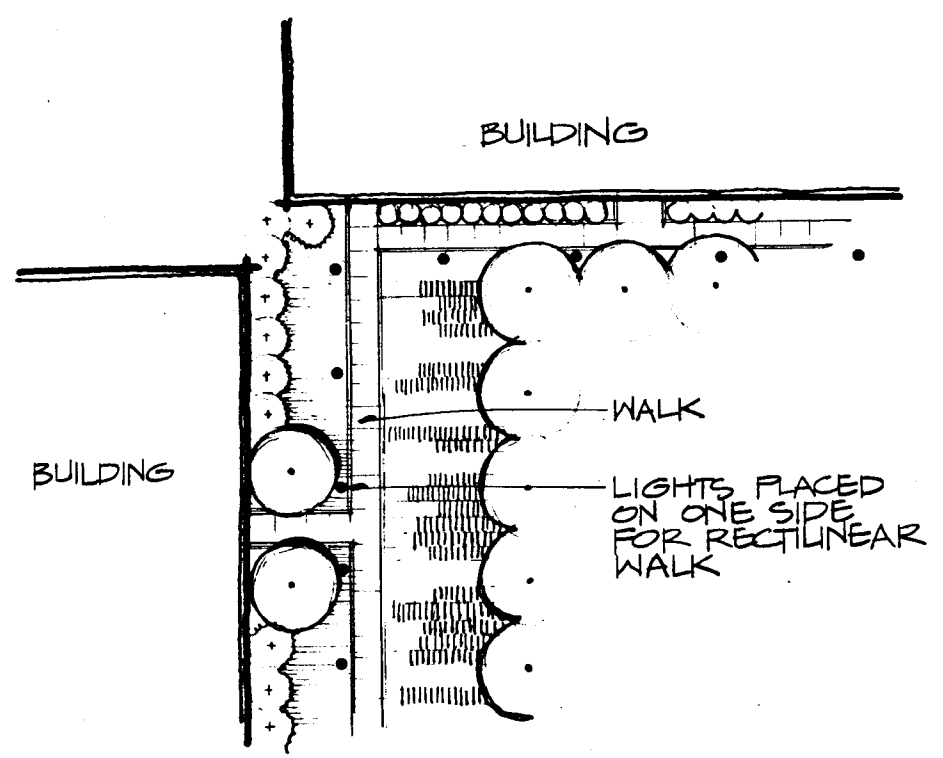 BUILDING
WALK
BUILDING
LIGHTS PLACED
ON ONE SIDE
FOR RECTILINEAR
WALK